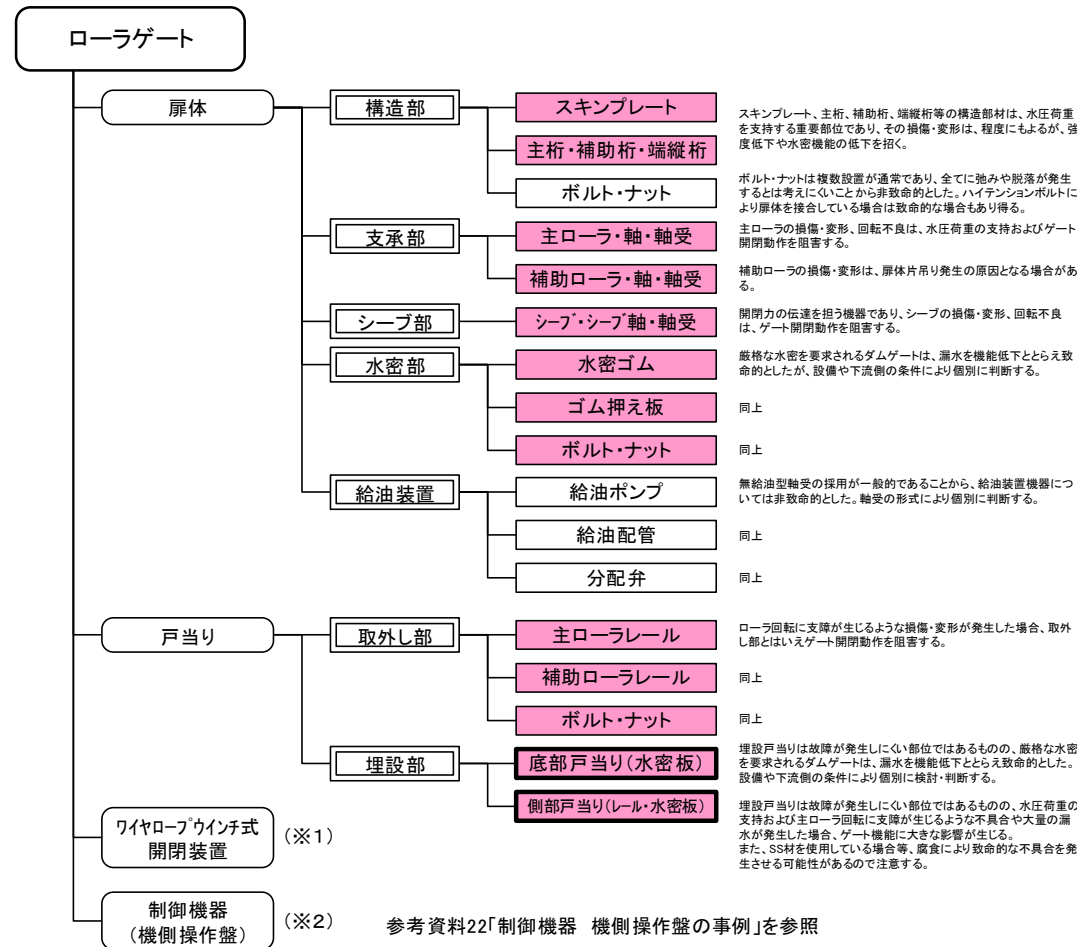 ローラゲート
扉体
構造部
スキンプレート
スキンプレート、主桁、補助桁、端縦桁等の構造部材は、水圧荷重
を支持する重要部位であり、その損傷・変形は、程度にもよるが、強
度低下や水密機能の低下を招く。
主桁・補助桁・端縦桁
ボルト・ナット
ボルト・ナットは複数設置が通常であり、全てに弛みや脱落が発生
するとは考えにくいことから非致命的とした。ハイテンションボルトに
より扉体を接合している場合は致命的な場合もあり得る。
支承部
主ローラ・軸・軸受
主ローラの損傷・変形、回転不良は、水圧荷重の支持およびゲート
開閉動作を阻害する。
補助ローラ・軸・軸受
補助ローラの損傷・変形は、扉体片吊り発生の原因となる場合があ
る。
シーブ部
シーブ・シーブ軸・軸受
開閉力の伝達を担う機器であり、シーブの損傷・変形、回転不良
は、ゲート開閉動作を阻害する。
水密部
水密ゴム
厳格な水密を要求されるダムゲートは、漏水を機能低下ととらえ致
命的としたが、設備や下流側の条件により個別に判断する。
ゴム押え板
同上
ボルト・ナット
同上
給油装置
給油ポンプ
無給油型軸受の採用が一般的であることから、給油装置機器につ
いては非致命的とした。軸受の形式により個別に判断する。
給油配管
同上
分配弁
同上
戸当り
取外し部
主ローラレール
ローラ回転に支障が生じるような損傷・変形が発生した場合、取外
し部とはいえゲート開閉動作を阻害する。
補助ローラレール
同上
ボルト・ナット
同上
埋設部
底部戸当り(水密板)
埋設戸当りは故障が発生しにくい部位ではあるものの、厳格な水密
を要求されるダムゲートは、漏水を機能低下ととらえ致命的とした。
設備や下流側の条件により個別に検討・判断する。
側部戸当り(レール・水密板)
埋設戸当りは故障が発生しにくい部位ではあるものの、水圧荷重の
支持および主ローラ回転に支障が生じるような不具合や大量の漏
水が発生した場合、ゲート機能に大きな影響が生じる。
また、SS材を使用している場合等、腐食により致命的な不具合を発
生させる可能性があるので注意する。
ワイヤロープウインチ式
開閉装置
(※1)
制御機器
(機側操作盤)
(※2)
参考資料22「制御機器 機側操作盤の事例」を参照